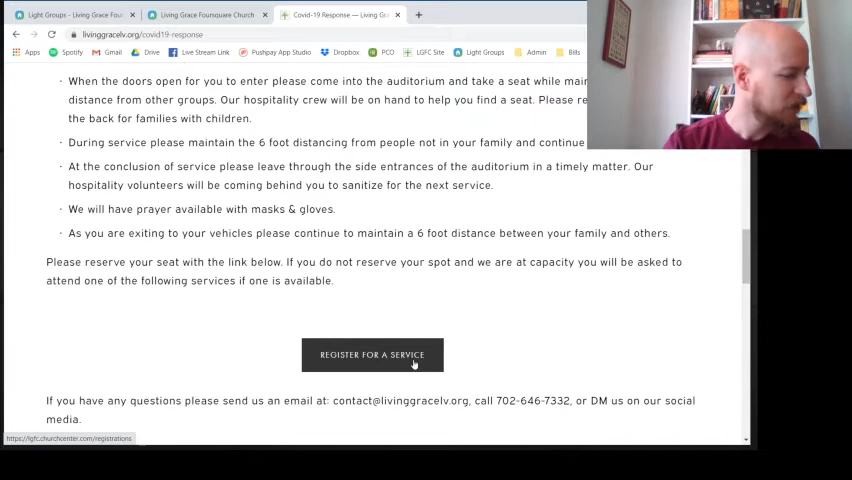 Light Groups - Living Grace Four
Living Grace Foursquare Church
Covid-19 Response — Living Gra
livinggracelv.org/covid19-response
Apps Spotify Gmail Drive Live Stream Link Pushpay App Studio Dropbox PCO LGFC Site Light Groups Admin Bills
· When the doors open for you to enter please come into the auditorium and take a seat while
distance from other groups. Our hospitality crew will be on hand to help you find a seat. Please
the back for families with children.
· During service please maintain the 6 foot distancing from people not in your family and continue
· At the conclusion of service please leave through the side entrances of the auditorium in a timely matter. Our
hospitality volunteers will be coming behind you to sanitize for the next service.
· We will have prayer available with masks & gloves.
· As you are exiting to your vehicles please continue to maintain a 6 foot distance between your family and others.
Please reserve your seat with the link below. If you do not reserve your spot and we are at capacity you will be asked to
attend one of the following services if one is available.
REGISTER FOR A SERVICE
If you have any questions please send us an email at: contact@livinggracelv.org, call 702-646-7332, or DM us on our social
media.
https://lgfc.churchcenter.com/registrations